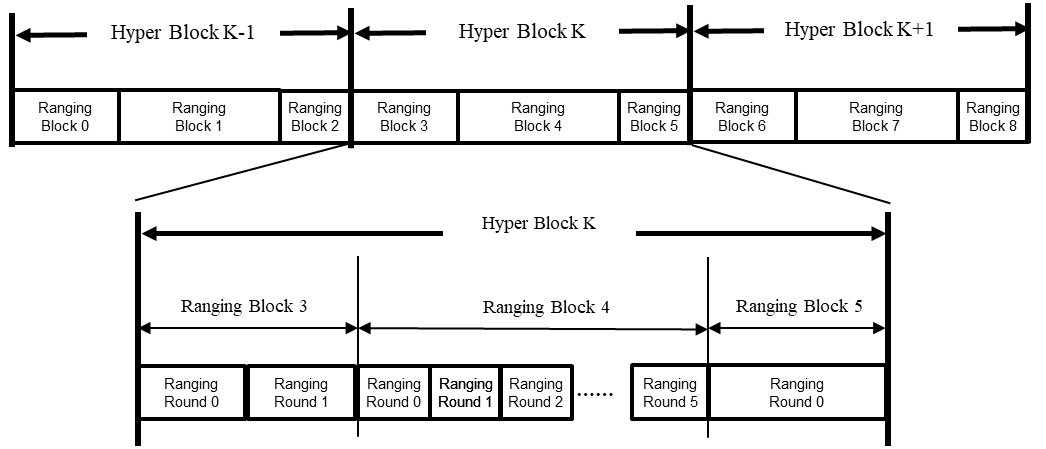 Hyper Block K-1
Hyper Block K
Hyper Block K+1
Ranging
Block 0
Ranging
Block 1
Ranging
Block 2
Ranging
Block 3
Ranging
Block 4
Ranging
Block 5
Ranging
Block 6
Ranging
Block 7
Ranging
Block 8
Hyper Block K
Ranging Block 3
Ranging Block 4
Ranging Block 5
Ranging
Round 0
Ranging
Round 1
Ranging
Round 0
Ranging
Round 1
Ranging
Round 2
......
Ranging
Round 5
Ranging
Round 0